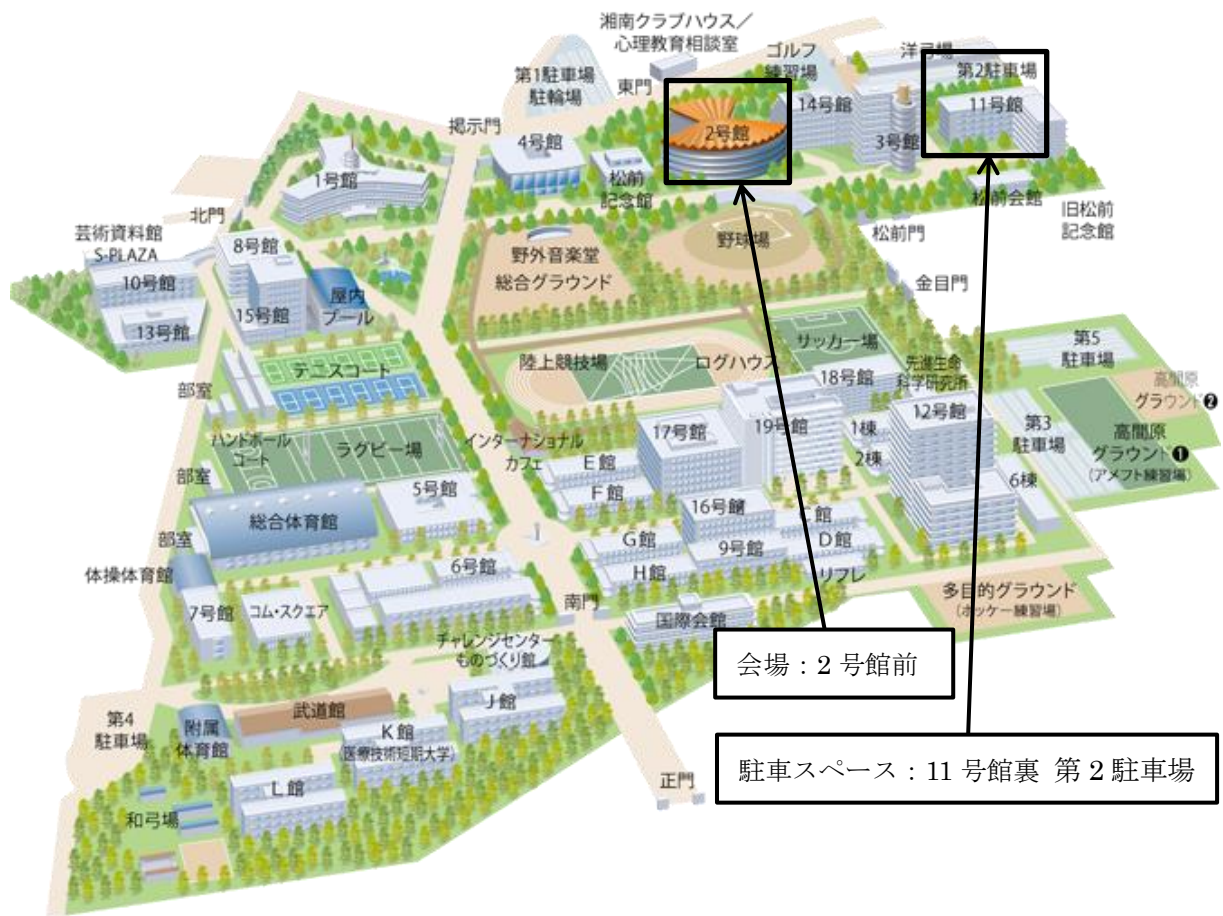 湘南クラブハウス／
心理教育相談室
ゴルフ
練習場
洋弓場
第1駐車場
駐輪場
東門
第2駐車場
掲示門
4号館
2号館
14号館
11号館
3号館
1号館
松前
記念館
松前会館
旧松前
記念館
北門
松前門
芸術資料館
S-PLAZA
8号館
野外音楽堂
野球場
総合グラウンド
金目門
10号館
13号館
15号館
屋内
プール
サッカー場
第5
駐車場
テニスコート
陸上競技場
ログハウス
先進生命
科学研究所
18号館
高間原
グラウンド❷
部室
12号館
ハンドボール
コート
ラグビー場
インターナショナル
カフェ
17号館
19号館
1棟
2棟
第3
駐車場
高間原
グラウンド❶
(アメフト練習場)
部室
E館
F館
5号館
6棟
総合体育館
16号館
館
部室
G館
9号館
D館
体操体育館
6号館
H館
リフレ
7号館
コム・スクエア
南門
国際会館
多目的グラウンド
(ホッケー練習場)
チャレンジセンター
ものづくり館
会場：2 号館前
J館
第4
駐車場
附属
体育館
武道館
K館
(医療技術短期大学)
駐車スペース：11 号館裏 第 2 駐車場
L館
正門
和弓場